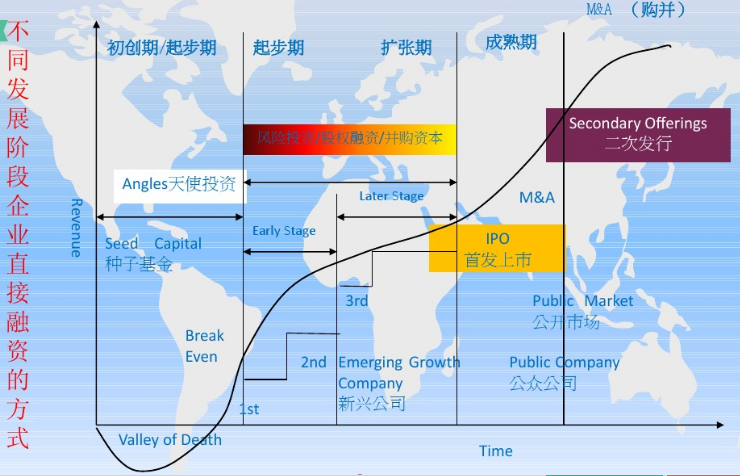 不同发展阶段企业直接融资的方式
M&A （购并）
初创期/起步期
起步期
扩张期
成熟期
Secondary Offerings
二次发行
风险投资/股权融资/并购资本
Angles天使投资
Later Stage
M&A
Revenue
Early Stage
Seed Capital
种子基金
IPO
首发上市
3rd
Public Market
公开市场
Break
Even
2nd
Emerging Growth
Company
新兴公司
Public Company
公众公司
1st
Valley of Death
Time